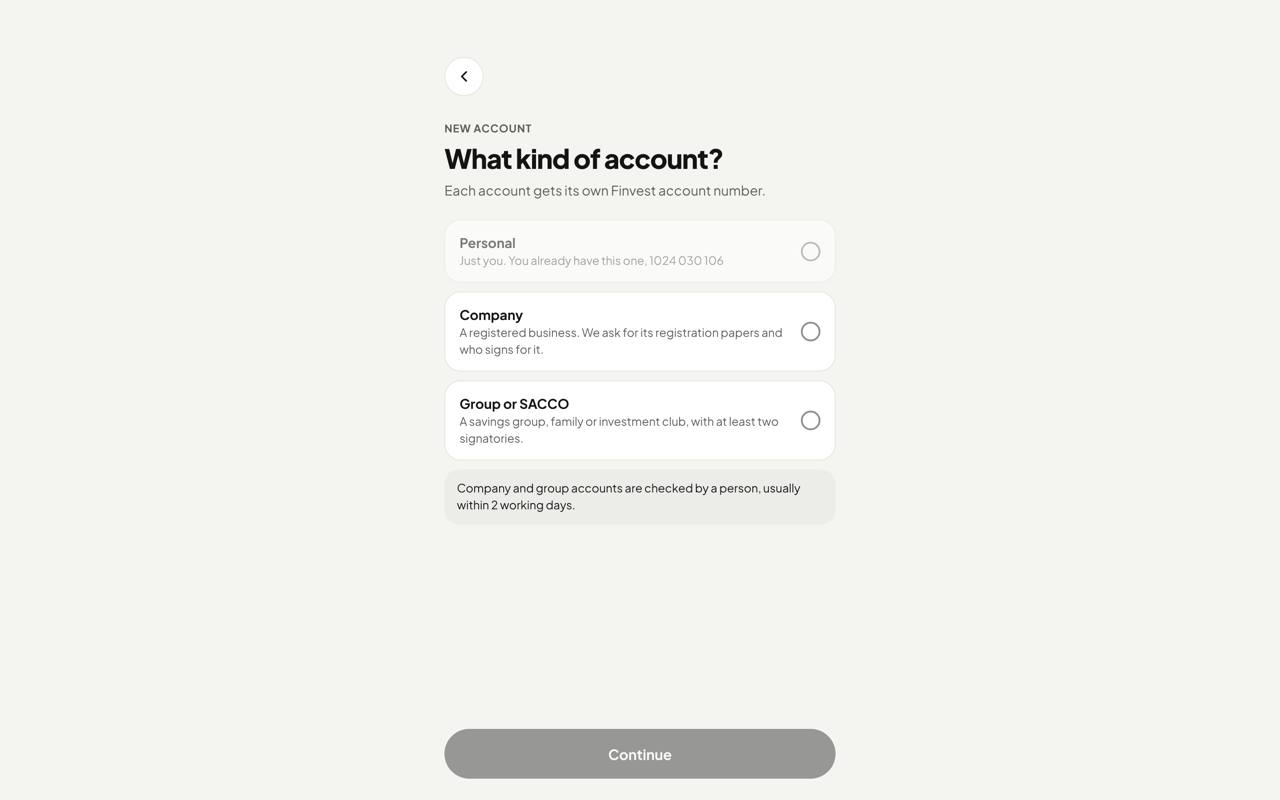 NEW ACCOUNT
What kind of account?
Each account gets its own Finvest account number.
Personal
Just you. You already have this one, 1024 030 106
Company
A registered business. We ask for its registration papers and
who signs for it.
Group or SACCO
A savings group, family or investment club, with at least two
signatories.
Company and group accounts are checked by a person, usually
within 2 working days.
Continue